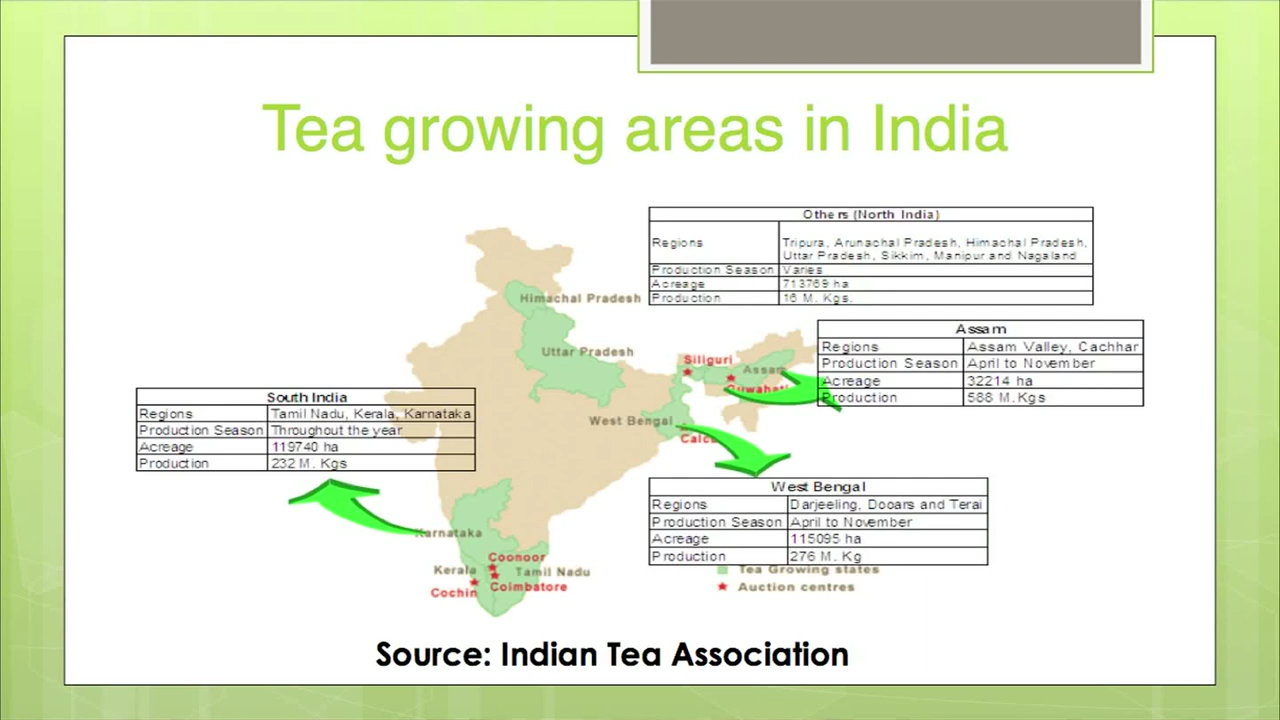 Tea growing areas in India
Others (North India)
Regions Tripura, Arunachal Pradesh, Himachal Pradesh,
Uttar Pradesh, Sikkim, Manipur and Nagaland
Production Season Varies
Acreage 713769 ha
Production 16 M. Kgs.
Himachal Pradesh
Uttar Pradesh
Siliguri
Assam
Guwahati
West Bengal
Assam
Regions Assam Valley, Cachhar
Production Season April to November
Acreage 32214 ha
Production 588 M.Kgs
South India
Regions Tamil Nadu, Kerala, Karnataka
Production Season Throughout the year
Acreage 119740 ha
Production 232 M. Kgs
West Bengal
Regions Darjeeling, Dooars and Terai
Production Season April to November
Acreage 115095 ha
Production 276 M. Kg
Karnataka
Coonoor
Kerala
Tamil Nadu
Cochin
Coimbatore
Tea Growing states
Auction centres
Source: Indian Tea Association